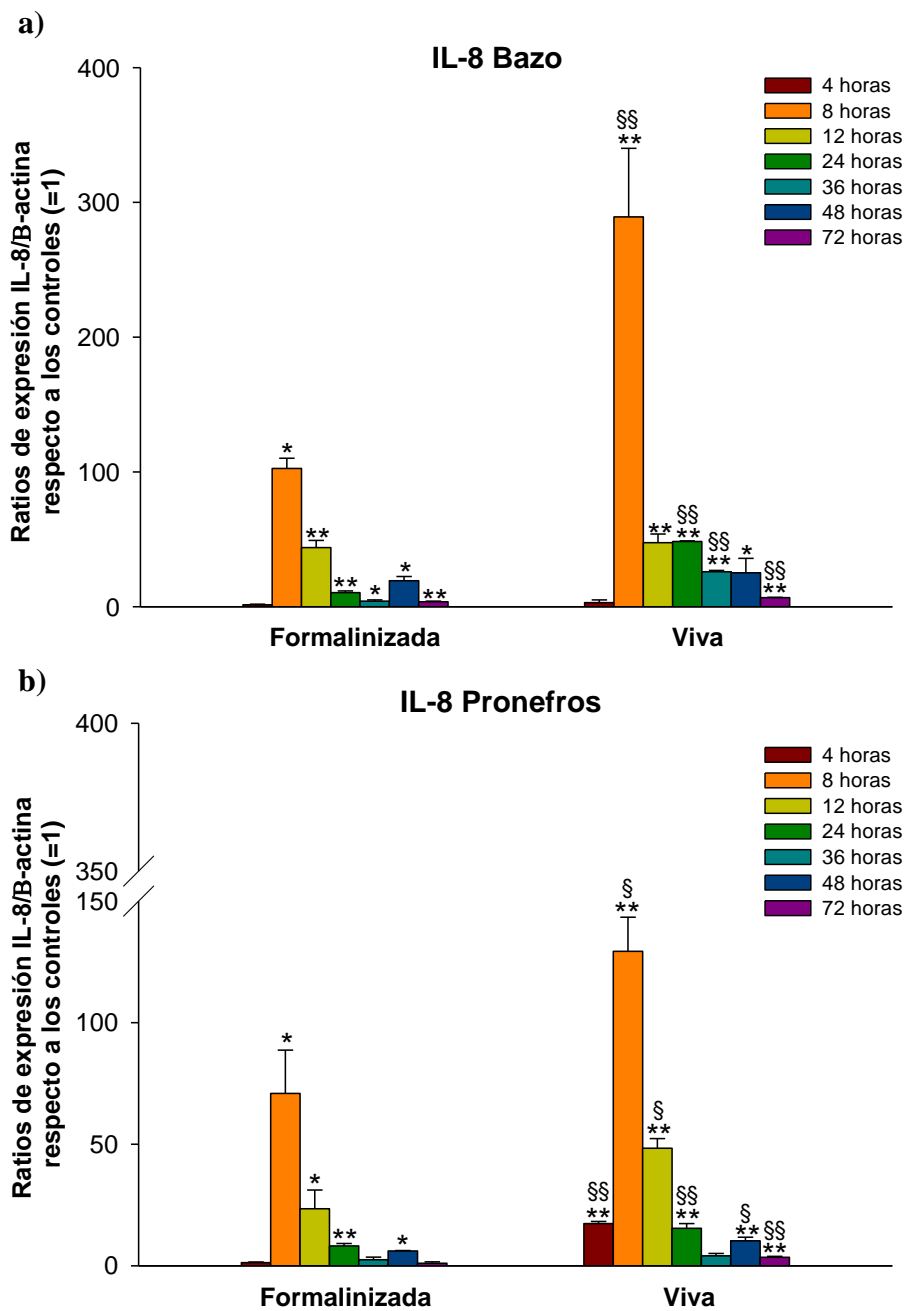 a)
IL-8 Bazo
Ratios de expresión IL-8/B-actina
respecto a los controles (=1)
400
300
200
100
0
4 horas
8 horas
12 horas
24 horas
36 horas
48 horas
72 horas
*
**
**
*
*
**
§§
**
**
§§
**
§§
**
*
§§
**
Formalinizada
Viva
b)
IL-8 Pronefros
Ratios de expresión IL-8/B-actina
respecto a los controles (=1)
400
350
150
100
50
0
4 horas
8 horas
12 horas
24 horas
36 horas
48 horas
72 horas
*
*
**
*
§§
**
§
**
§
**
§§
**
§
**
§§
**
Formalinizada
Viva